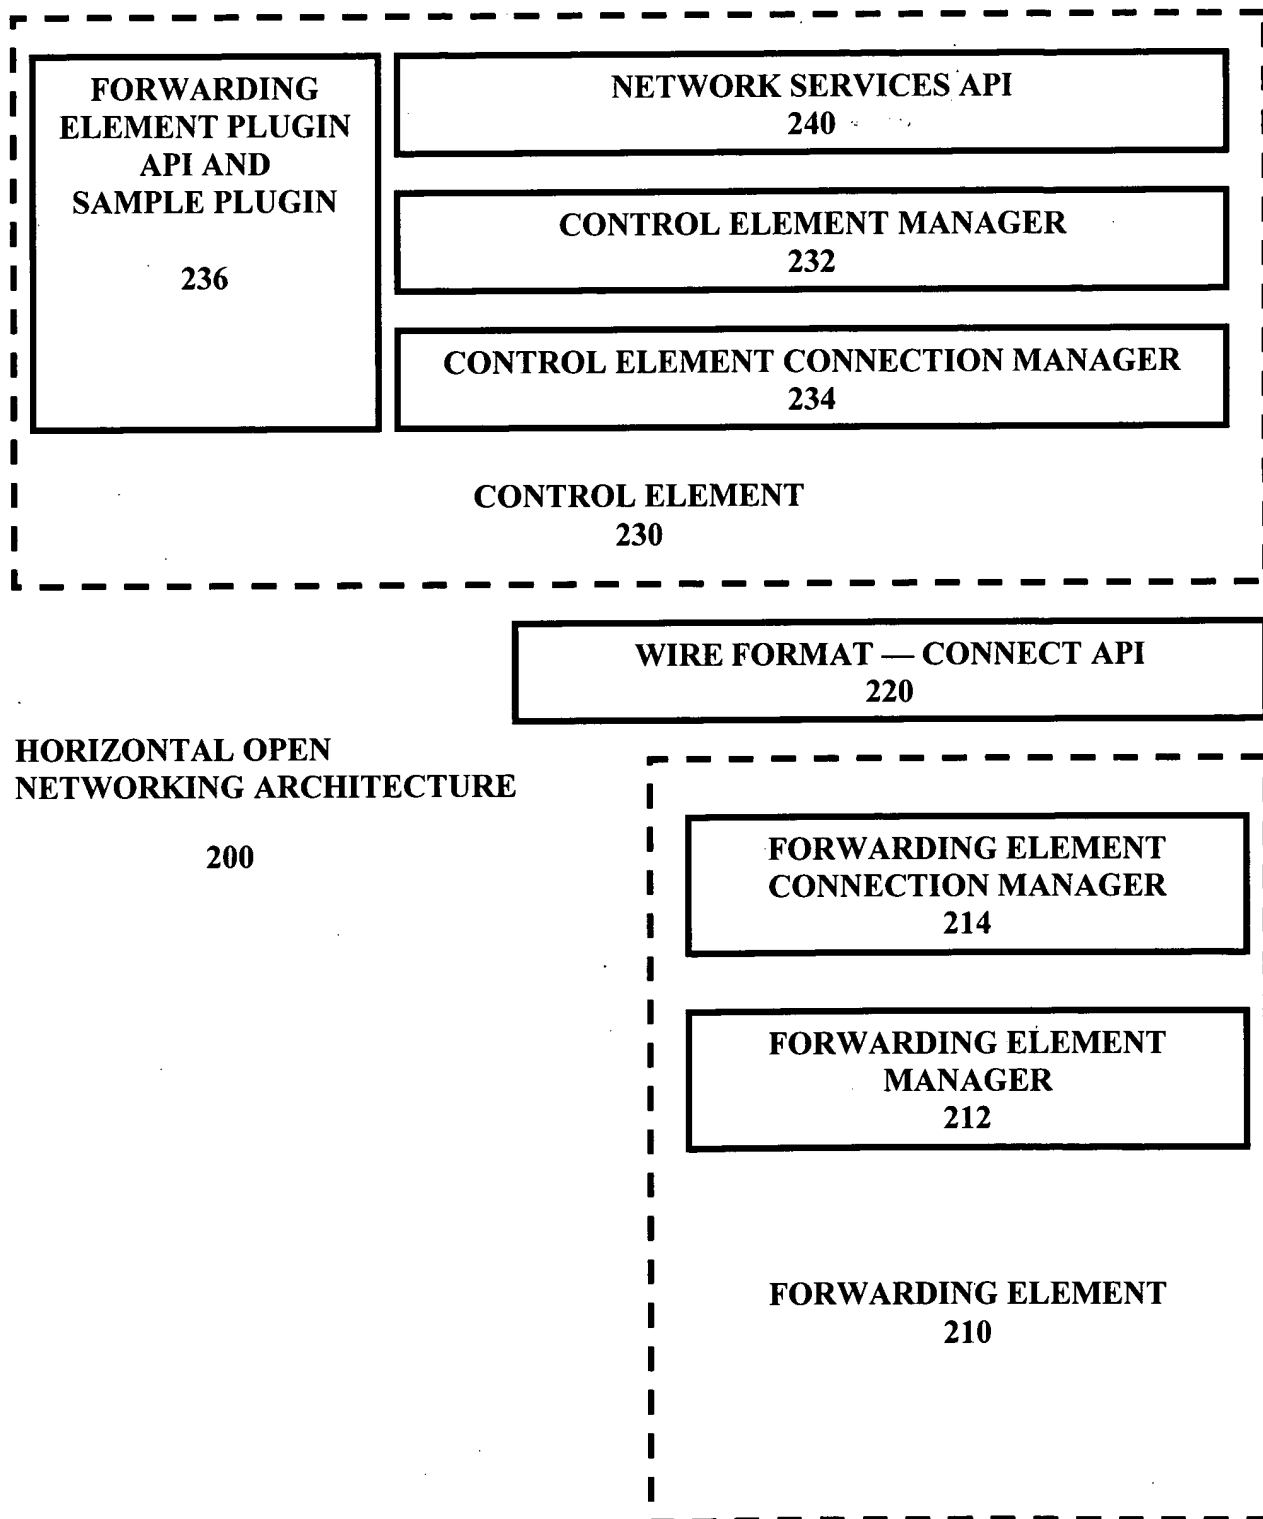 FORWARDING
ELEMENT PLUGIN
API AND
SAMPLE PLUGIN
236
NETWORK SERVICES API
240
CONTROL ELEMENT MANAGER
232
CONTROL ELEMENT CONNECTION MANAGER
234
CONTROL ELEMENT
230
WIRE FORMAT — CONNECT API
220
HORIZONTAL OPEN
NETWORKING ARCHITECTURE
200
FORWARDING ELEMENT
CONNECTION MANAGER
214
FORWARDING ELEMENT
MANAGER
212
FORWARDING ELEMENT
210